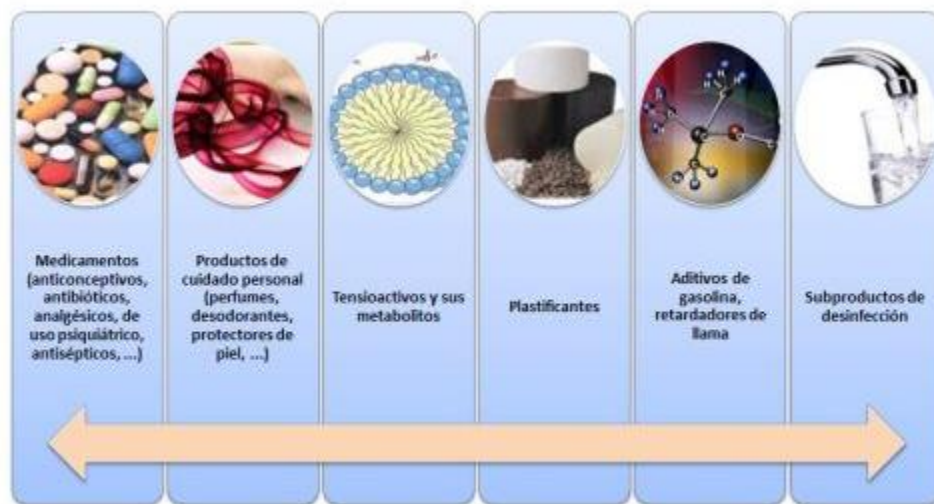 Medicamentos
(anticonceptivos,
antibióticos,
analgésicos, de
uso psiquiátrico,
antisépticos, ...)
Productos de
cuidado personal
(perfumes,
desodorantes,
protectores de
piel, ...)
Tensioactivos y sus
metabolitos
Plastificantes
Aditivos de
gasolina,
retardadores de
llama
Subproductos de
desinfección